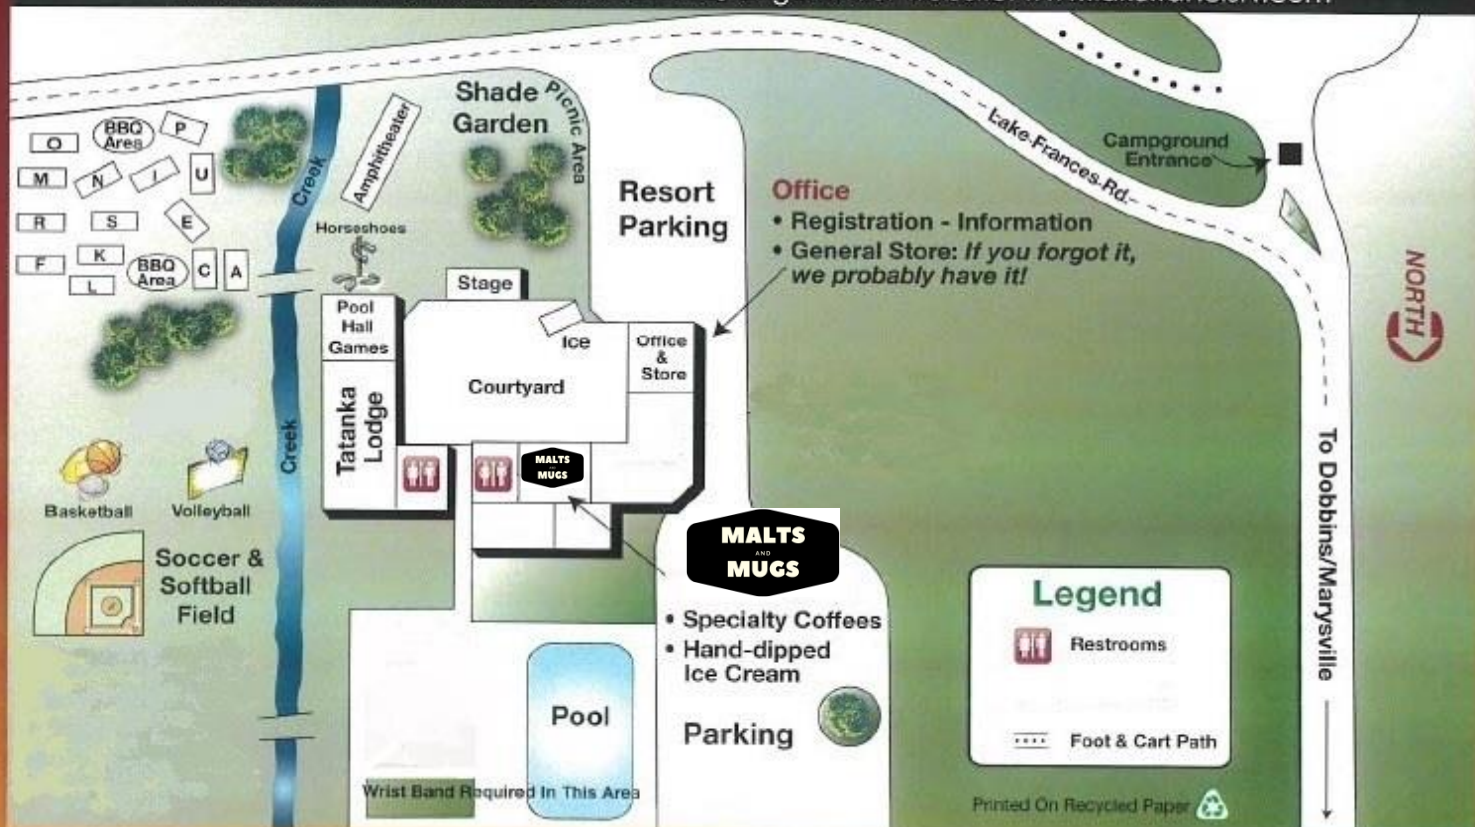 Shade
Garden
Picnic Area
Amphitheater
Creek
Horseshoes
O
BBQ
Area
P
M
N
J
U
R
S
E
F
K
L
BBQ
Area
C
A
Resort
Parking
Office
• Registration - Information
• General Store: If you forgot it,
we probably have it!
Lake Frances Rd.
Campground
Entrance
NORTH
Stage
Pool
Hall
Games
Ice
Office
&
Store
Courtyard
Tatanka
Lodge
MALTS
MUGS
Creek
Basketball
Volleyball
Soccer &
Softball
Field
MALTS
AND
MUGS
• Specialty Coffees
• Hand-dipped
Ice Cream
Parking
Pool
Wrist Band Required In This Area
Legend
Restrooms
Foot & Cart Path
Printed On Recycled Paper
To Dobbins/Marysville